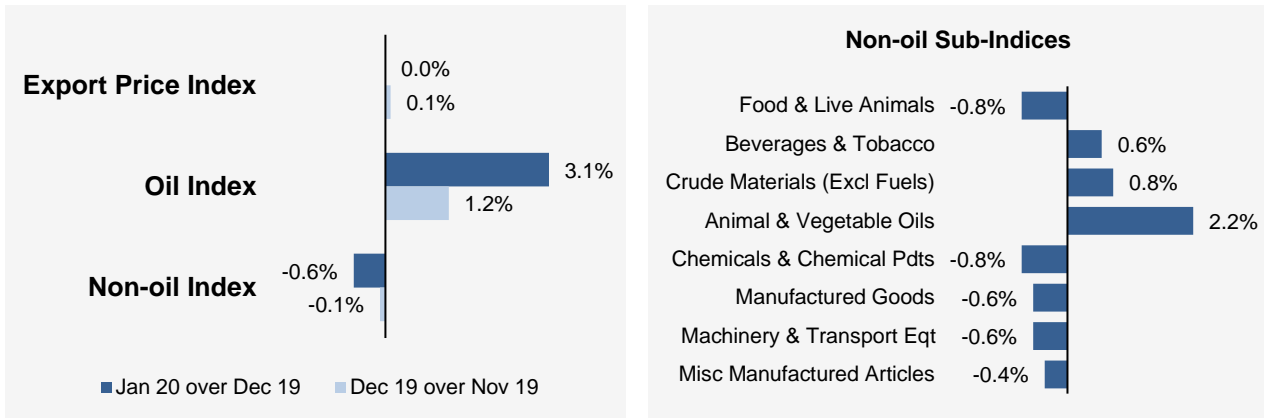 Export Price Index
0.0%
0.1%
Oil Index
3.1%
1.2%
Non-oil Index
-0.6%
-0.1%
Jan 20 over Dec 19
Dec 19 over Nov 19
Non-oil Sub-Indices
Food & Live Animals -0.8%
Beverages & Tobacco 0.6%
Crude Materials (Excl Fuels) 0.8%
Animal & Vegetable Oils 2.2%
Chemicals & Chemical Pdts -0.8%
Manufactured Goods -0.6%
Machinery & Transport Eqt -0.6%
Misc Manufactured Articles -0.4%